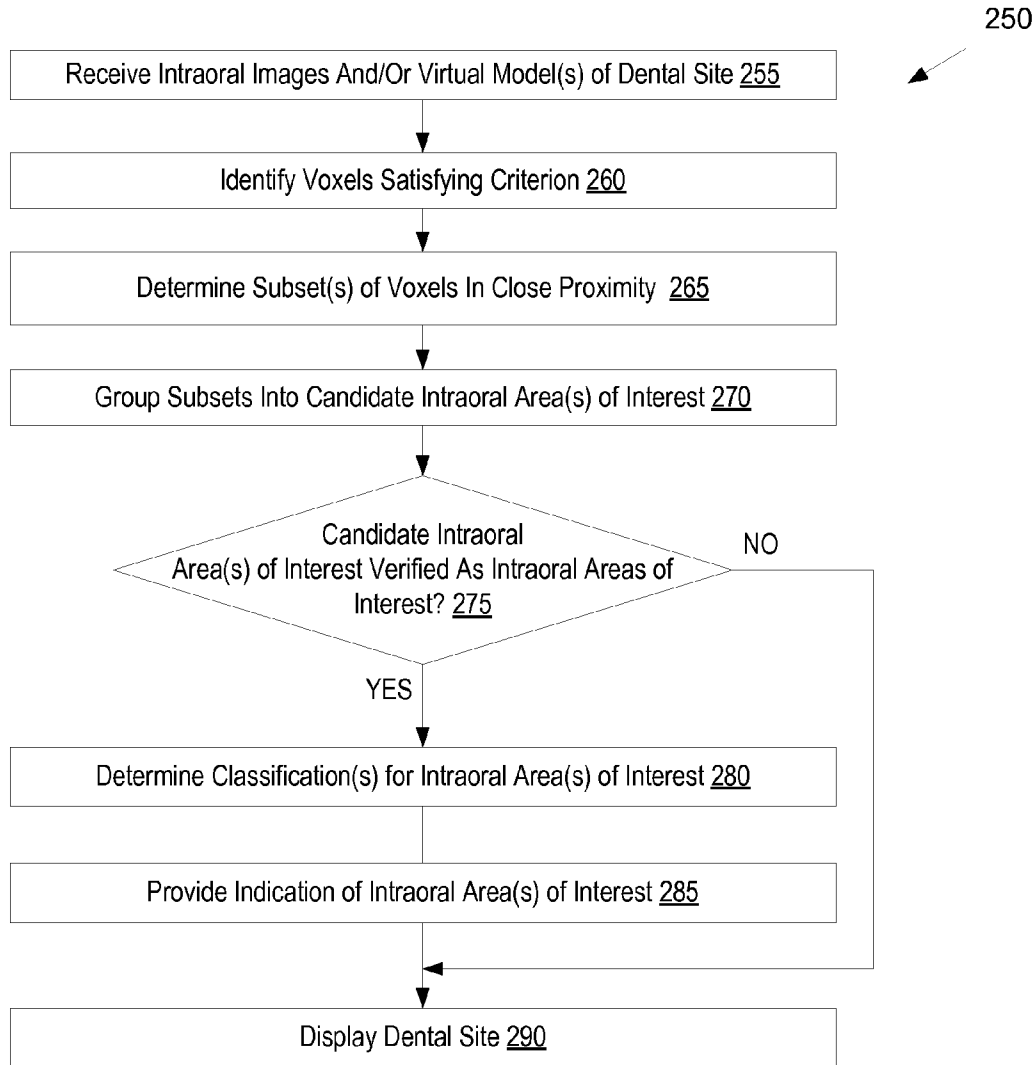 250
Receive Intraoral Images And/Or Virtual Model(s) of Dental Site 255
Identify Voxels Satisfying Criterion 260
Determine Subset(s) of Voxels In Close Proximity 265
Group Subsets Into Candidate Intraoral Area(s) of Interest 270
Candidate Intraoral
Area(s) of Interest Verified As Intraoral Areas of
Interest? 275
NO
YES
Determine Classification(s) for Intraoral Area(s) of Interest 280
Provide Indication of Intraoral Area(s) of Interest 285
Display Dental Site 290